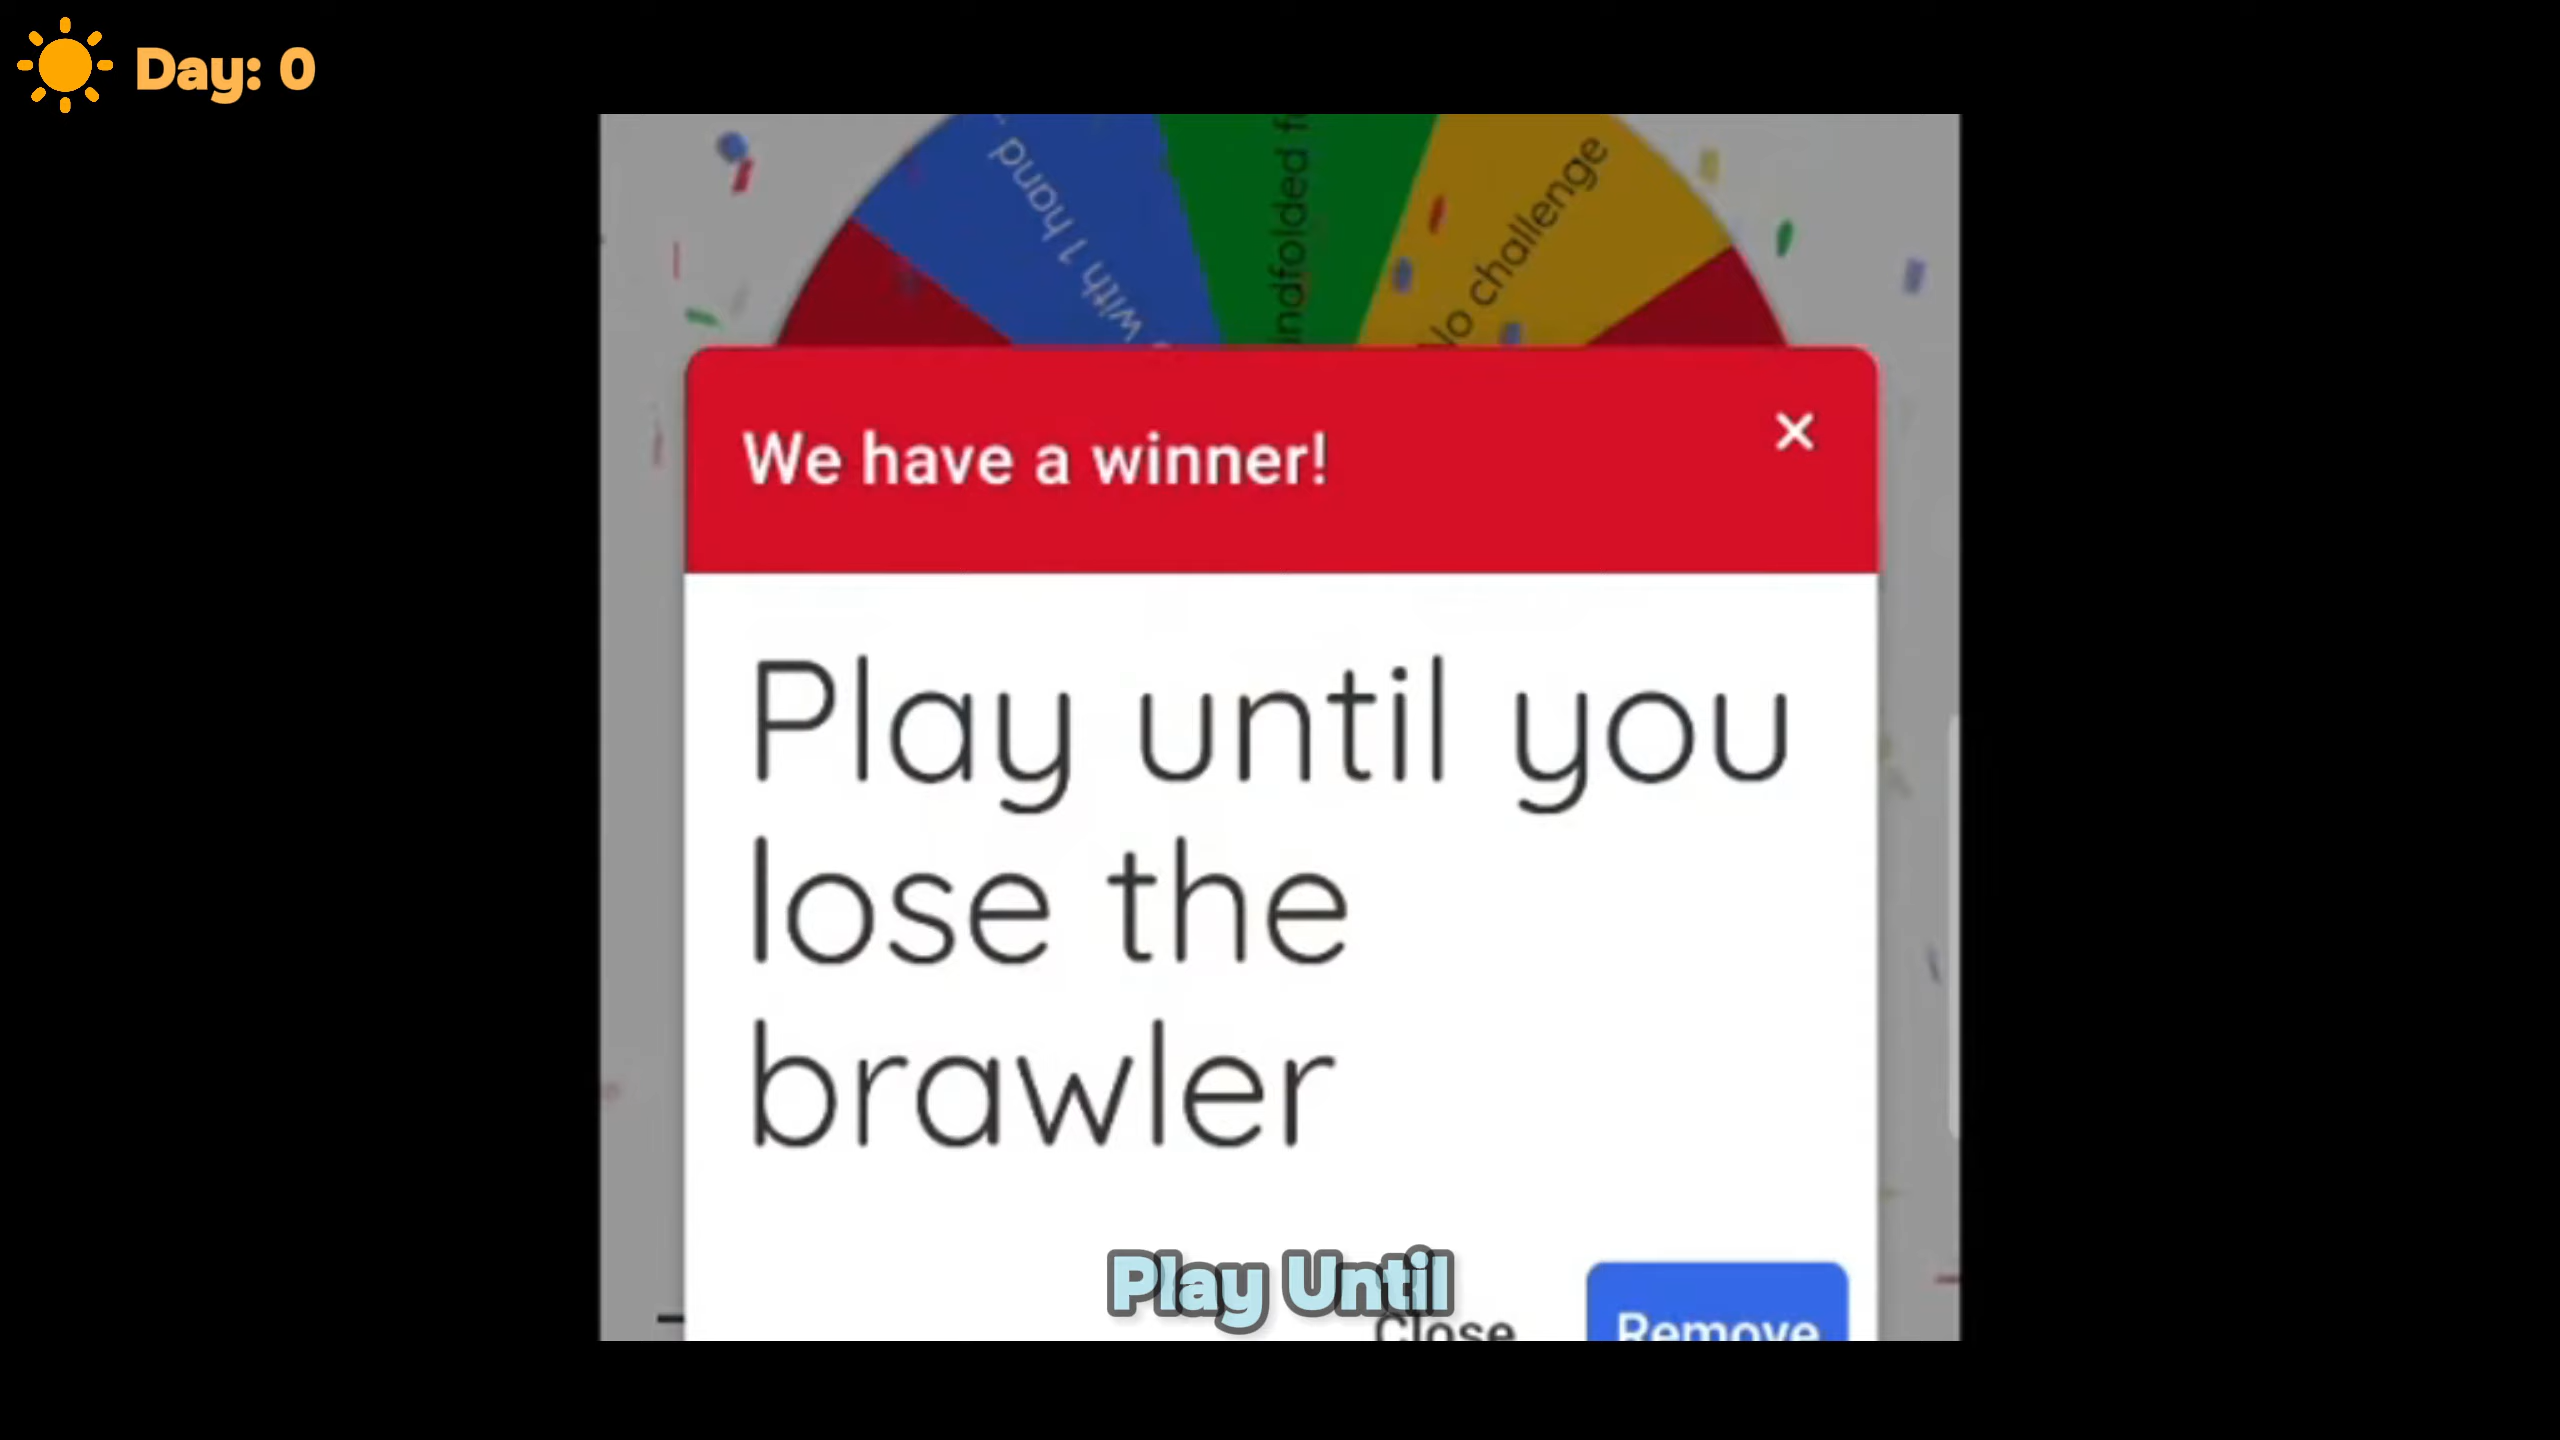 Day: 0
with 1 hand
No challenge
We have a winner!
Play until you
lose the
brawler
Play Until
Close
Remove